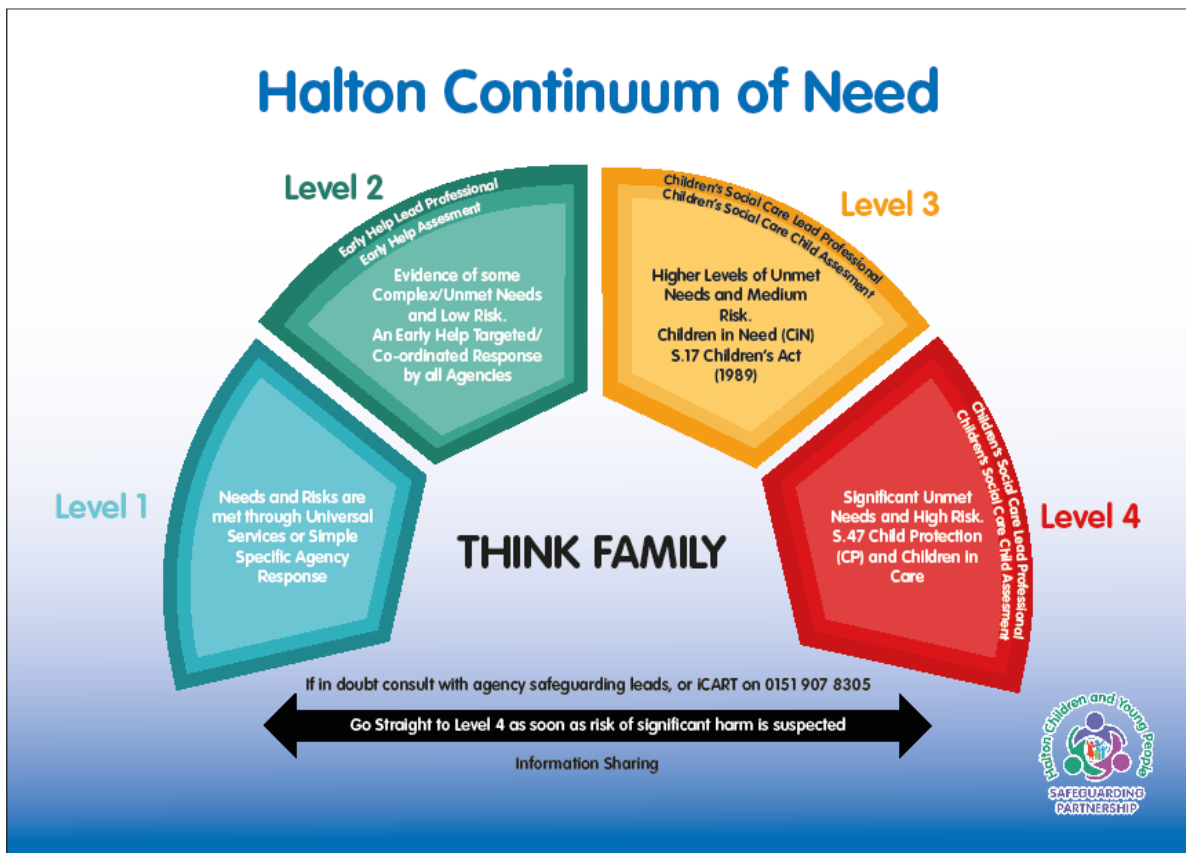 Halton Continuum of Need
Level 1
Needs and Risks are
met through Universal
Services or Simple
Specific Agency
Response
Level 2
Early Help Lead Professional
Early Help Assesment
Evidence of some
Complex/Unmet Needs
and Low Risk.
An Early Help Targeted/
Co-ordinated Response
by all Agencies
Level 3
Children's Social Care Lead Professional
Children's Social Care Child Assesment
Higher Levels of Unmet
Needs and Medium
Risk.
Children in Need (CiN)
S.17 Children's Act
(1989)
Level 4
Children's Social Care Lead Professional
Children's Social Care Child Assesment
Significant Unmet
Needs and High Risk.
S.47 Child Protection
(CP) and Children in
Care
THINK FAMILY
If in doubt consult with agency safeguarding leads, or iCART on 0151 907 8305
Go Straight to Level 4 as soon as risk of significant harm is suspected
Information Sharing
Halton Children and Young People
SAFEGUARDING
PARTNERSHIP